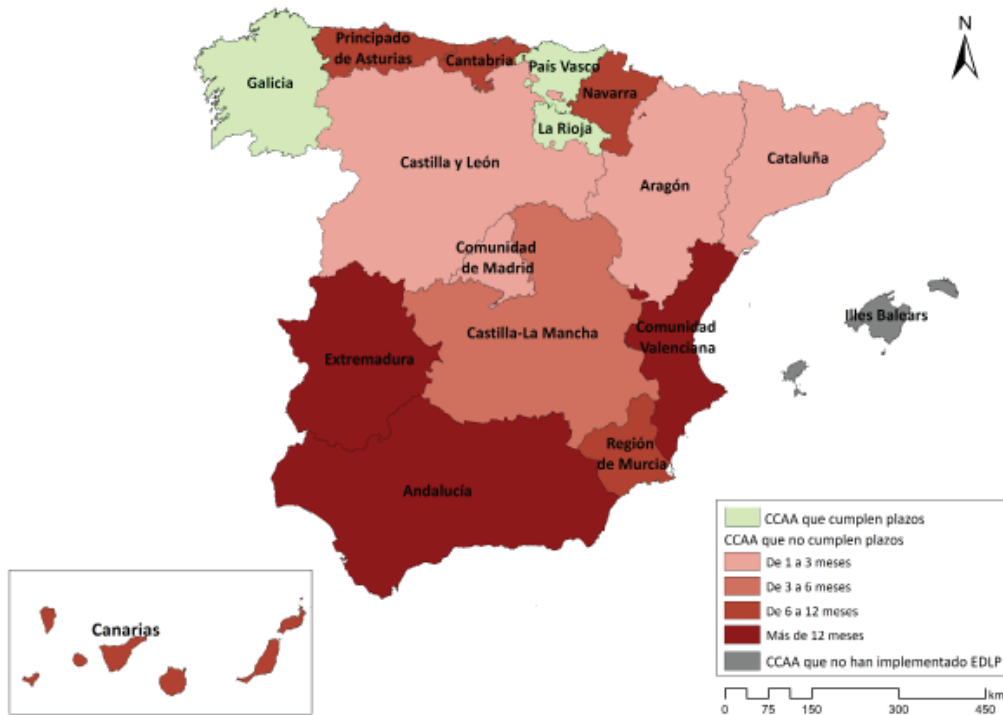 N
Principado
de Asturias
Cantabria
País Vasco
Galicia
Navarra
La Rioja
Castilla y León
Cataluña
Aragón
Comunidad
de Madrid
Illes Balears
Castilla-La Mancha
Comunidad
Valenciana
Extremadura
Región
de Murcia
Andalucía
Canarias
CCAA que cumplen plazos
CCAA que no cumplen plazos
De 1 a 3 meses
De 3 a 6 meses
De 6 a 12 meses
Más de 12 meses
CCAA que no han implementado EDLP
km
0 75 150 300 450